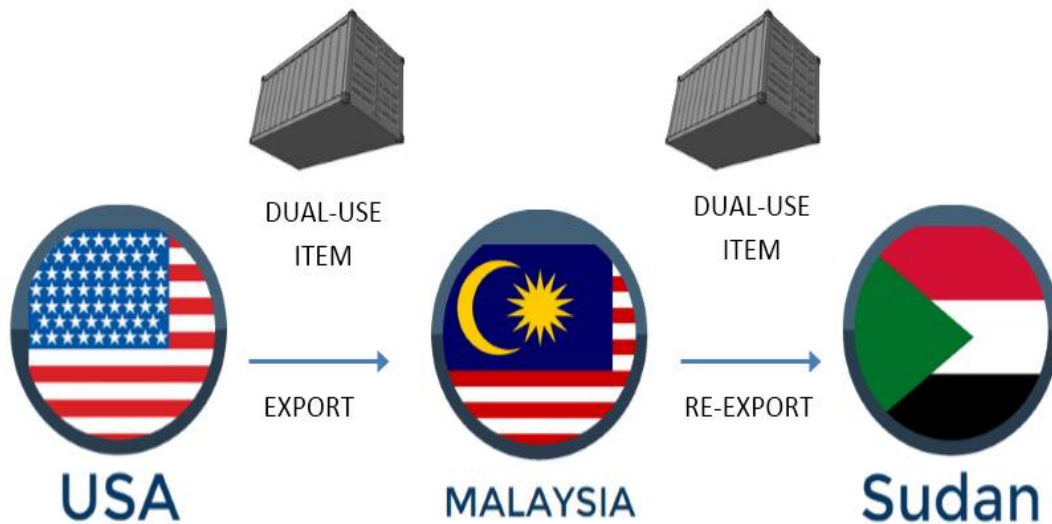 DUAL-USE
ITEM
DUAL-USE
ITEM
EXPORT
RE-EXPORT
USA
MALAYSIA
Sudan